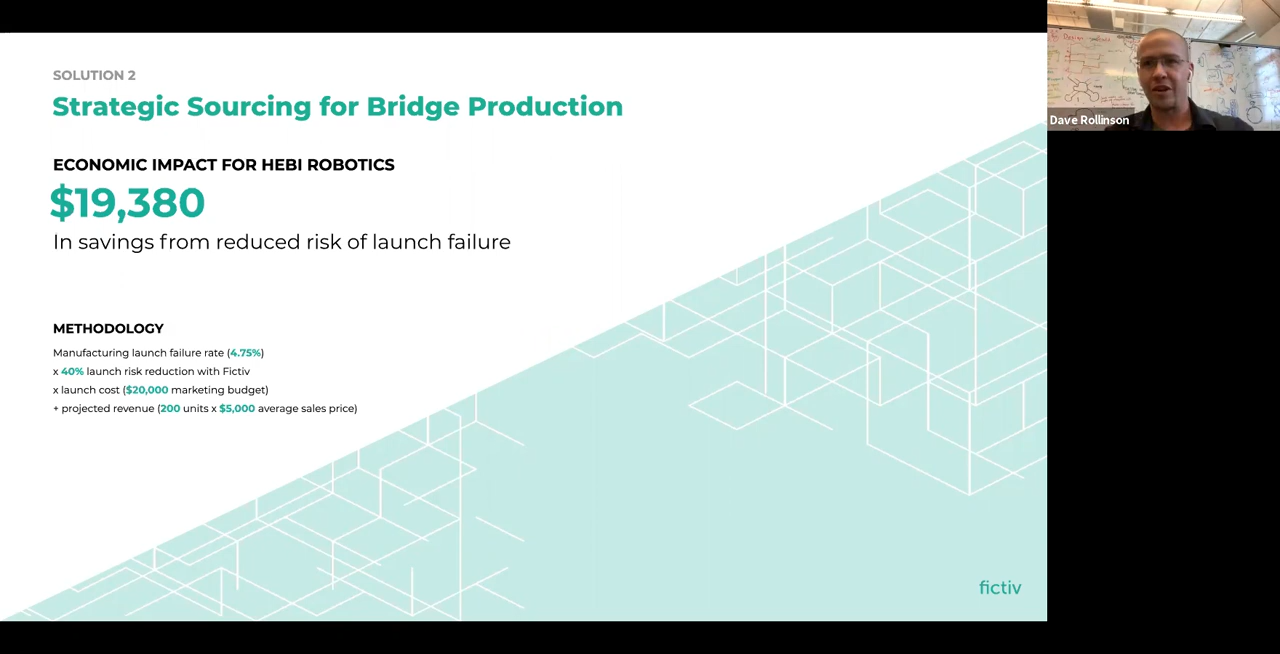 SOLUTION 2
Strategic Sourcing for Bridge Production
ECONOMIC IMPACT FOR HEBI ROBOTICS
$19,380
In savings from reduced risk of launch failure
METHODOLOGY
Manufacturing launch failure rate (4.75%)
x 40% launch risk reduction with Fictiv
x launch cost ($20,000 marketing budget)
+ projected revenue (200 units x $5,000 average sales price)
fictiv
Dave Rollinson